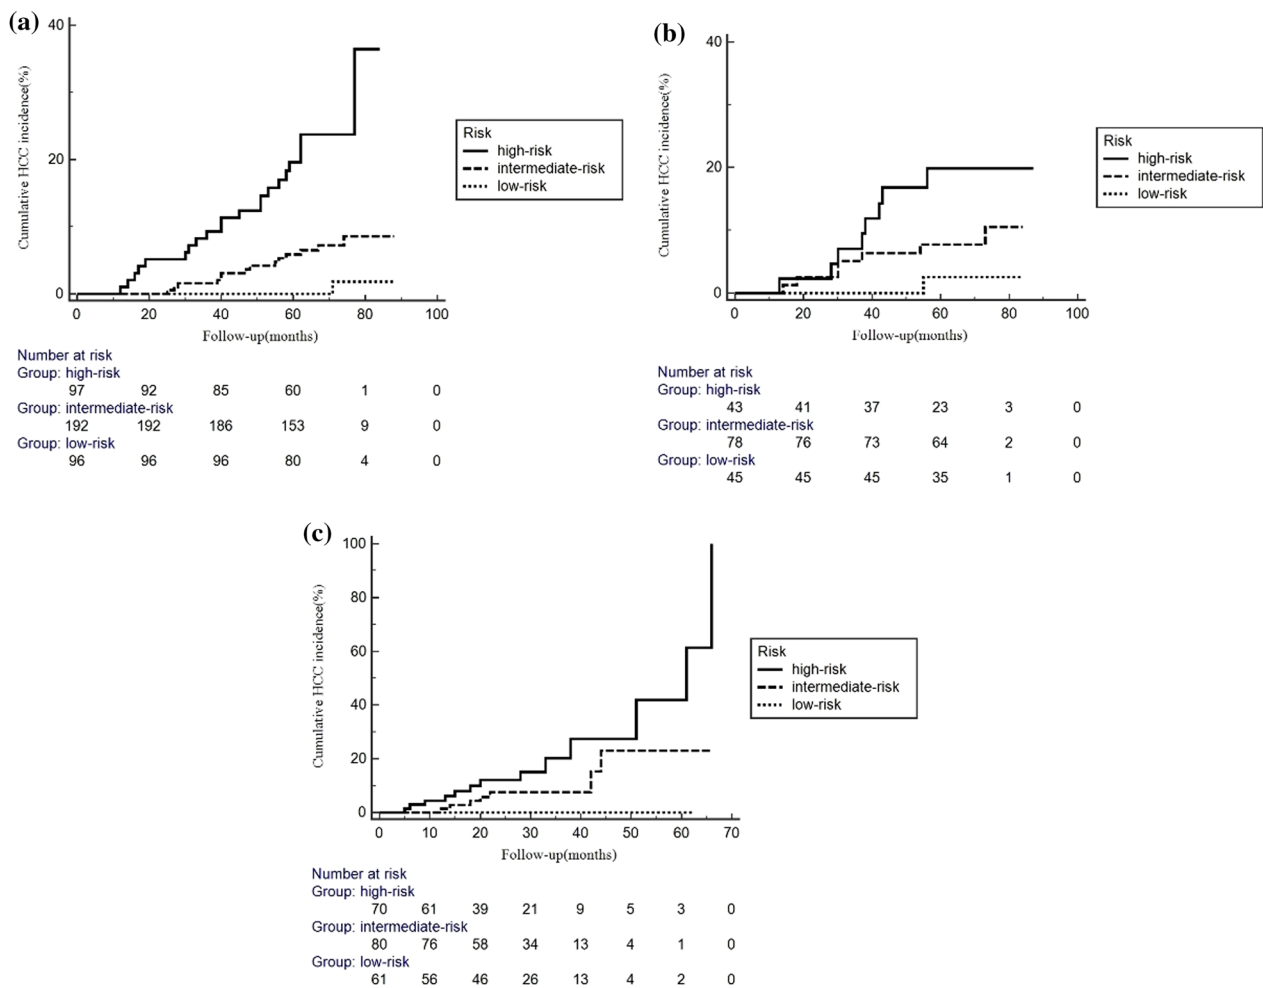 (a)
Cumulative HCC incidence(%)
40
20
0
0 20 40 60 80 100
Follow-up(months)
Risk
high-risk
intermediate-risk
low-risk
Number at risk
Group: high-risk
97 92 85 60 1 0
Group: intermediate-risk
192 192 186 153 9 0
Group: low-risk
96 96 96 80 4 0
(b)
Cumulative HCC incidence(%)
40
20
0
0 20 40 60 80 100
Follow-up(months)
Risk
high-risk
intermediate-risk
low-risk
Number at risk
Group: high-risk
43 41 37 23 3 0
Group: intermediate-risk
78 76 73 64 2 0
Group: low-risk
45 45 45 35 1 0
(c)
Cumulative HCC incidence(%)
100
80
60
40
20
0
0 10 20 30 40 50 60 70
Follow-up(months)
Risk
high-risk
intermediate-risk
low-risk
Number at risk
Group: high-risk
70 61 39 21 9 5 3 0
Group: intermediate-risk
80 76 58 34 13 4 1 0
Group: low-risk
61 56 46 26 13 4 2 0